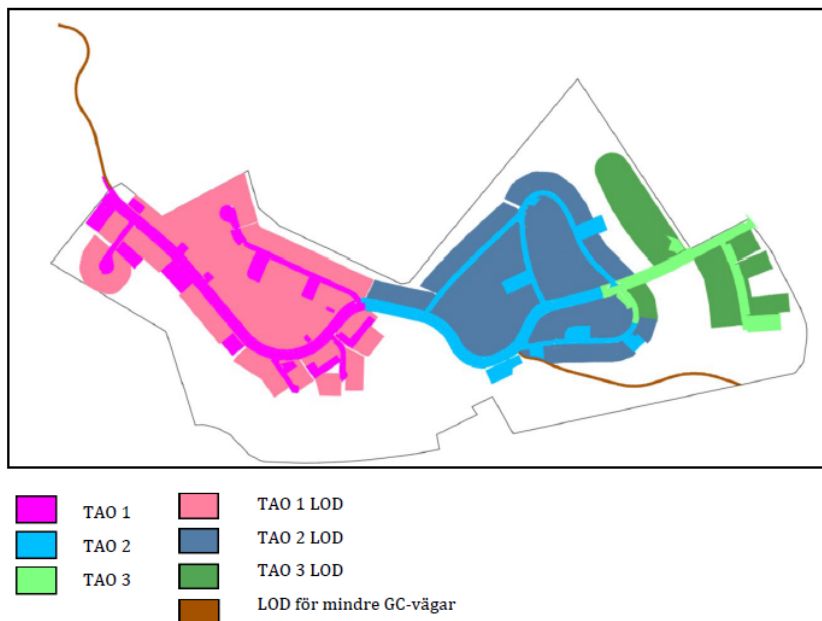 TAO 1
TAO 1 LOD
TAO 2
TAO 2 LOD
TAO 3
TAO 3 LOD
LOD för mindre GC-vägar